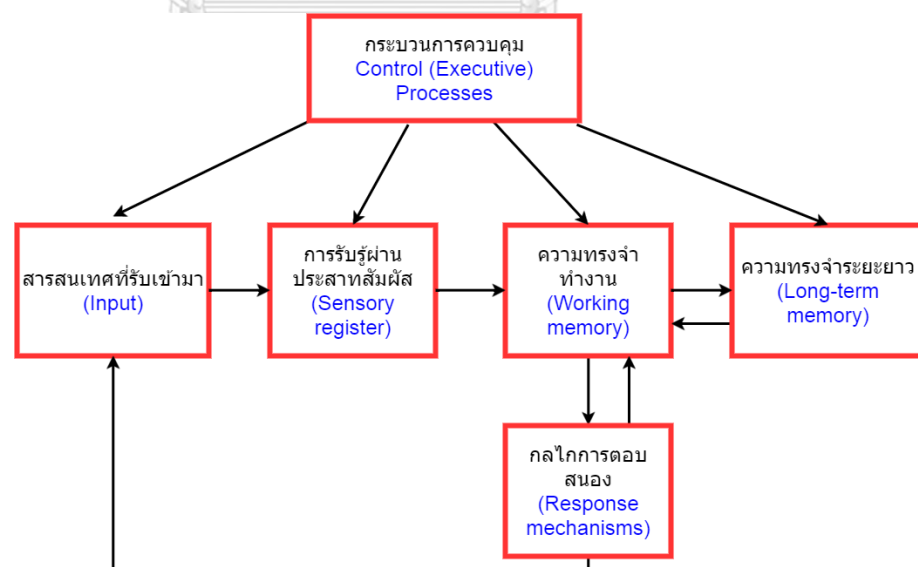 กระบวนการควบคุม
Control (Executive)
Processes
สารสนเทศที่รับเข้ามา
(Input)
การรับรู้ผ่าน
ประสาทสัมผัส
(Sensory
register)
ความทรงจำ
ทำงาน
(Working
memory)
ความทรงจำระยะยาว
(Long-term
memory)
กลไกการตอบ
สนอง
(Response
mechanisms)